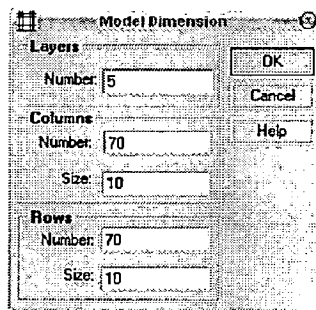 Model Dimension
Layers
Number: 5
Columns
Number: 70
Size: 10
Rows
Number: 70
Size: 10
OK
Cancel
Help